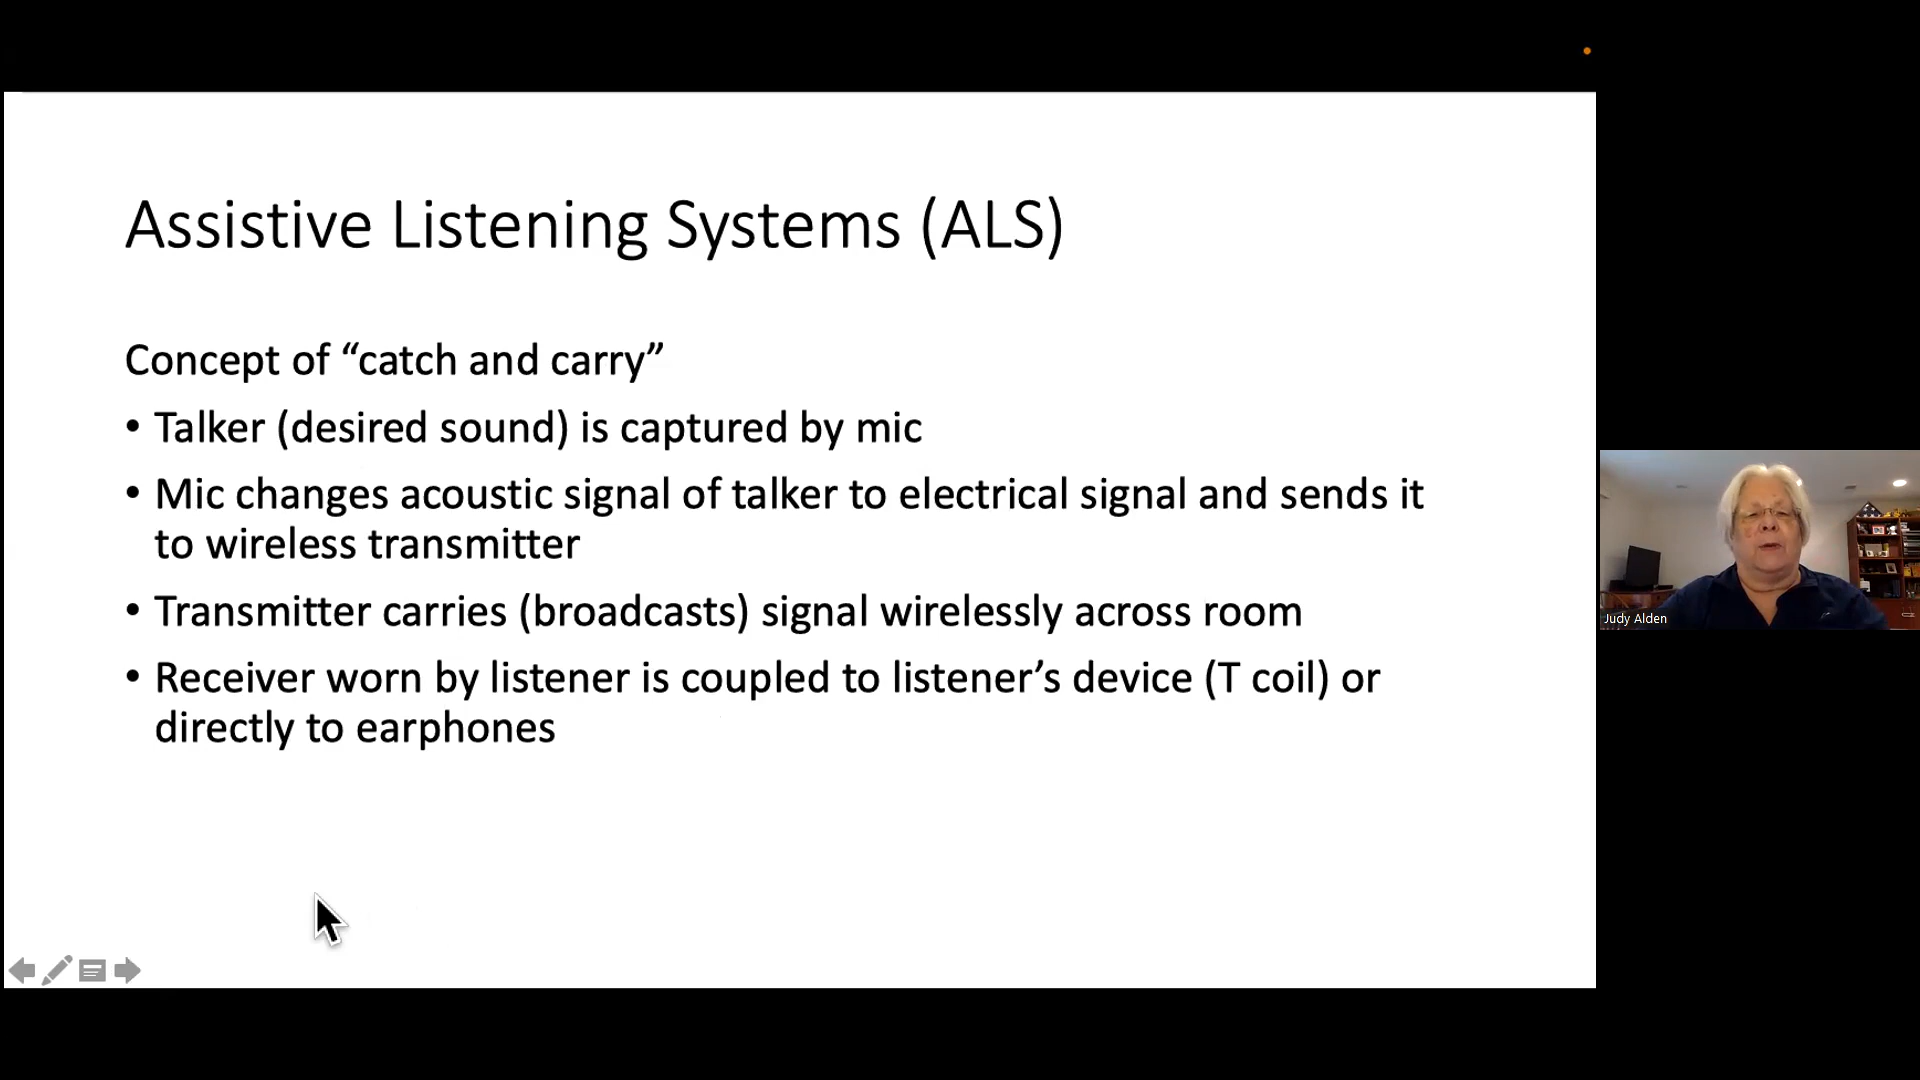 Assistive Listening Systems (ALS)
Concept of “catch and carry”
• Talker (desired sound) is captured by mic
• Mic changes acoustic signal of talker to electrical signal and sends it
to wireless transmitter
• Transmitter carries (broadcasts) signal wirelessly across room
• Receiver worn by listener is coupled to listener’s device (T coil) or
directly to earphones
Judy Alden